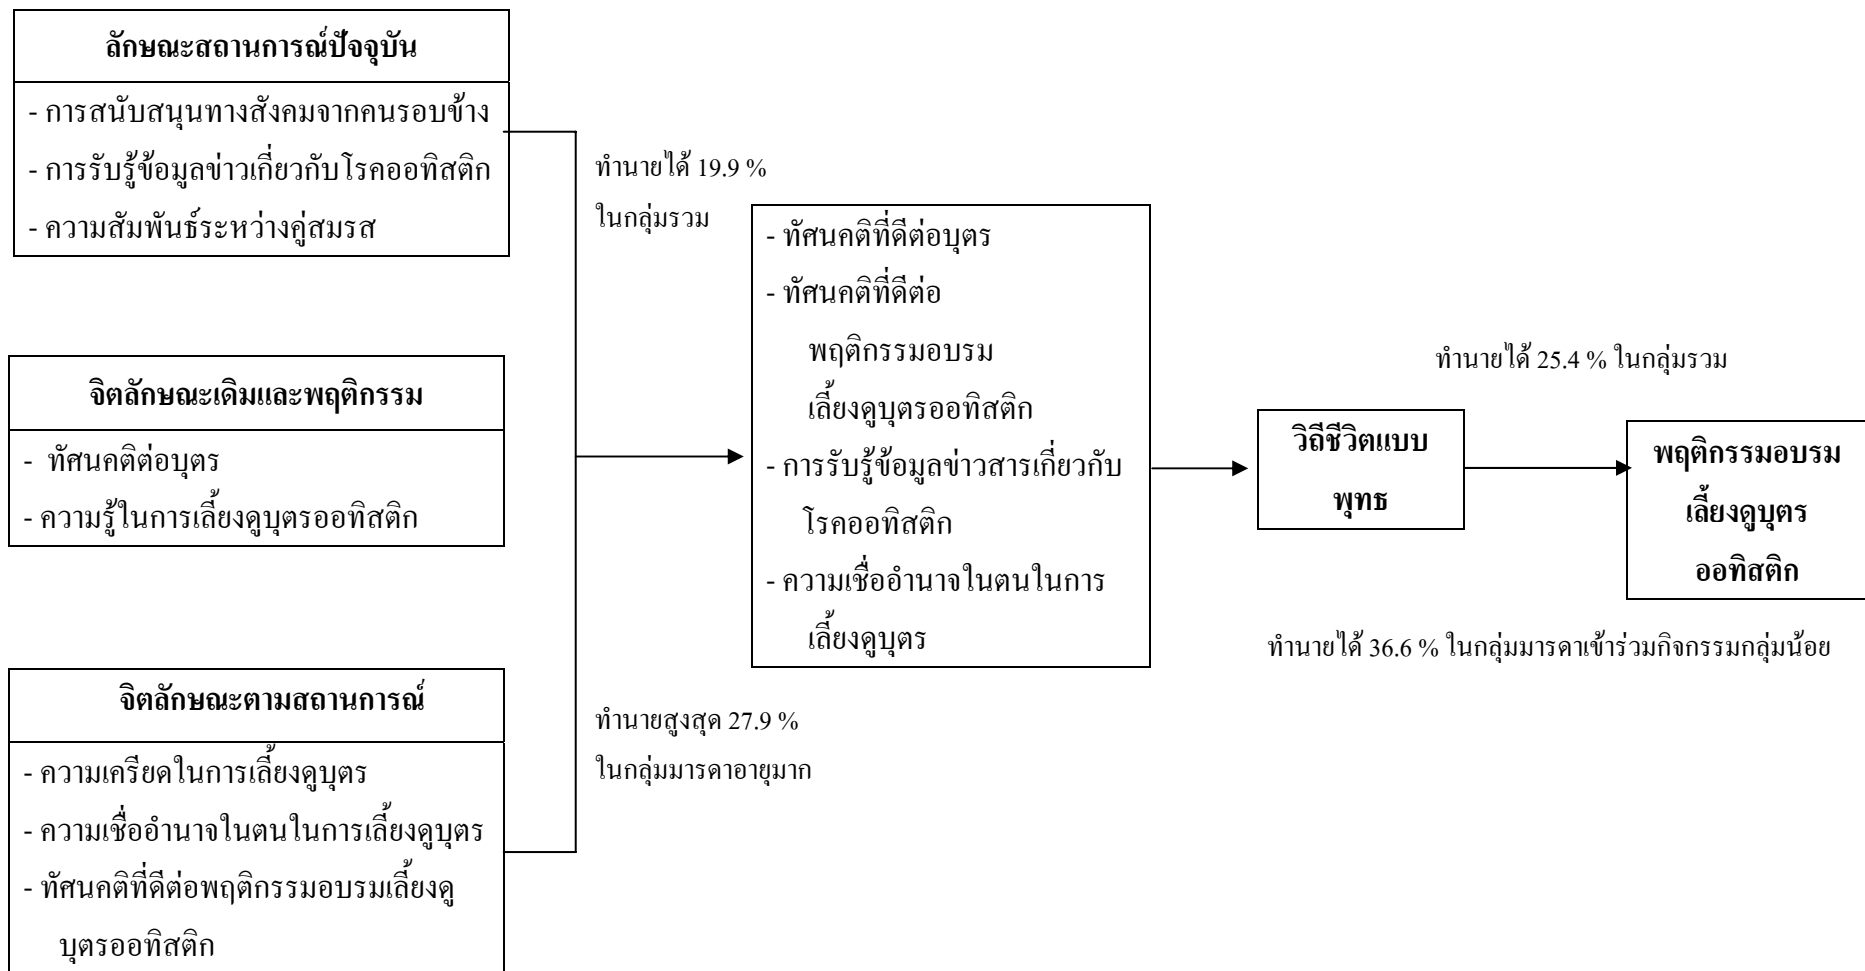 ลักษณะสถานการณ์ปัจจุบัน
- การสนับสนุนทางสังคมจากคนรอบข้าง
- การรับรู้ข้อมูลข่าวเกี่ยวกับโรคออทิสติก
- ความสัมพันธ์ระหว่างคู่สมรส
จิตลักษณะเดิมและพฤติกรรม
- ทัศนคติต่อบุตร
- ความรู้ในการเลี้ยงดูบุตรออทิสติก
จิตลักษณะตามสถานการณ์
- ความเครียดในการเลี้ยงดูบุตร
- ความเชื่ออำนาจในตนในการเลี้ยงดูบุตร
- ทัศนคติที่ดีต่อพฤติกรรมอบรมเลี้ยงดู
บุตรออทิสติก
ทำนายได้ 19.9 %
ในกลุ่มรวม
ทำนายสูงสุด 27.9 %
ในกลุ่มมารดาอายุมาก
- ทัศนคติที่ดีต่อบุตร
- ทัศนคติที่ดีต่อ
พฤติกรรมอบรม
เลี้ยงดูบุตรออทิสติก
- การรับรู้ข้อมูลข่าวสารเกี่ยวกับ
โรคออทิสติก
- ความเชื่ออำนาจในตนในการ
เลี้ยงดูบุตร
ทำนายได้ 25.4 % ในกลุ่มรวม
วิถีชีวิตแบบ
พุทธ
พฤติกรรมอบรม
เลี้ยงดูบุตร
ออทิสติก
ทำนายได้ 36.6 % ในกลุ่มมารดาเข้าร่วมกิจกรรมกลุ่มน้อย